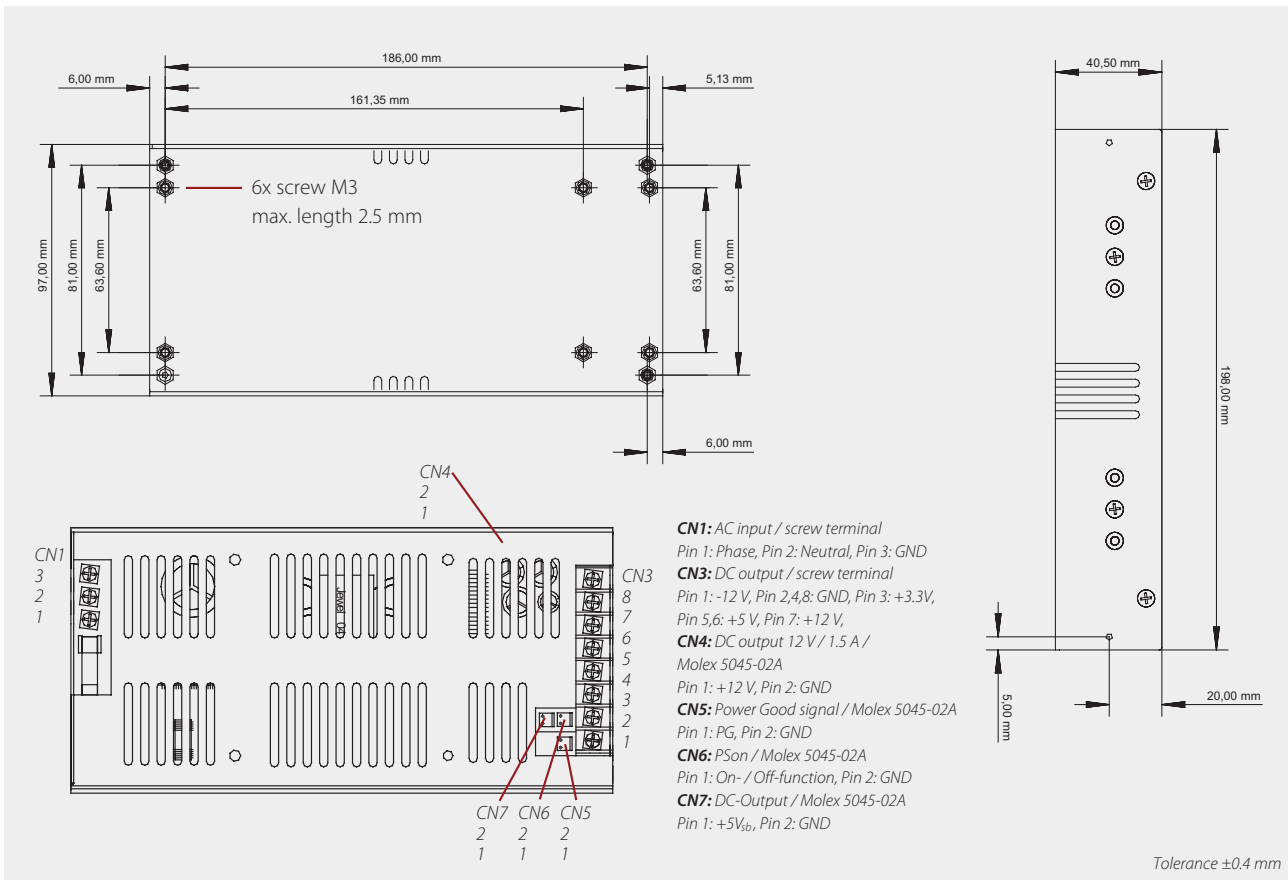 186,00 mm
6,00 mm
5,13 mm
161,35 mm
6x screw M3
max. length 2.5 mm
97,00 mm
81,00 mm
63,60 mm
63,60 mm
81,00 mm
6,00 mm
40,50 mm
198,00 mm
5,00 mm
20,00 mm
CN4
2
1
CN1
3
2
1
CN3
8
7
6
5
4
3
2
1
CN7
2
1
CN6
2
1
CN5
2
1
CN1: AC input / screw terminal
Pin 1: Phase, Pin 2: Neutral, Pin 3: GND
CN3: DC output / screw terminal
Pin 1: -12 V, Pin 2,4,8: GND, Pin 3: +3.3V,
Pin 5,6: +5 V, Pin 7: +12 V,
CN4: DC output 12 V / 1.5 A /
Molex 5045-02A
Pin 1: +12 V, Pin 2: GND
CN5: Power Good signal / Molex 5045-02A
Pin 1: PG, Pin 2: GND
CN6: PSon / Molex 5045-02A
Pin 1: On- / Off-function, Pin 2: GND
CN7: DC-Output / Molex 5045-02A
Pin 1: +5Vsb, Pin 2: GND
Tolerance ±0.4 mm